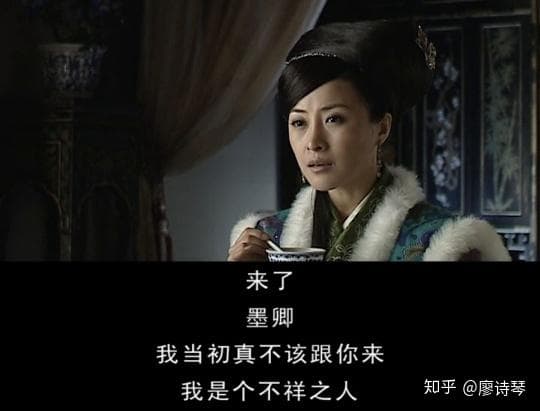 来了
墨卿
我当初真不该跟你来
我是个不祥之人
知乎 @廖诗琴